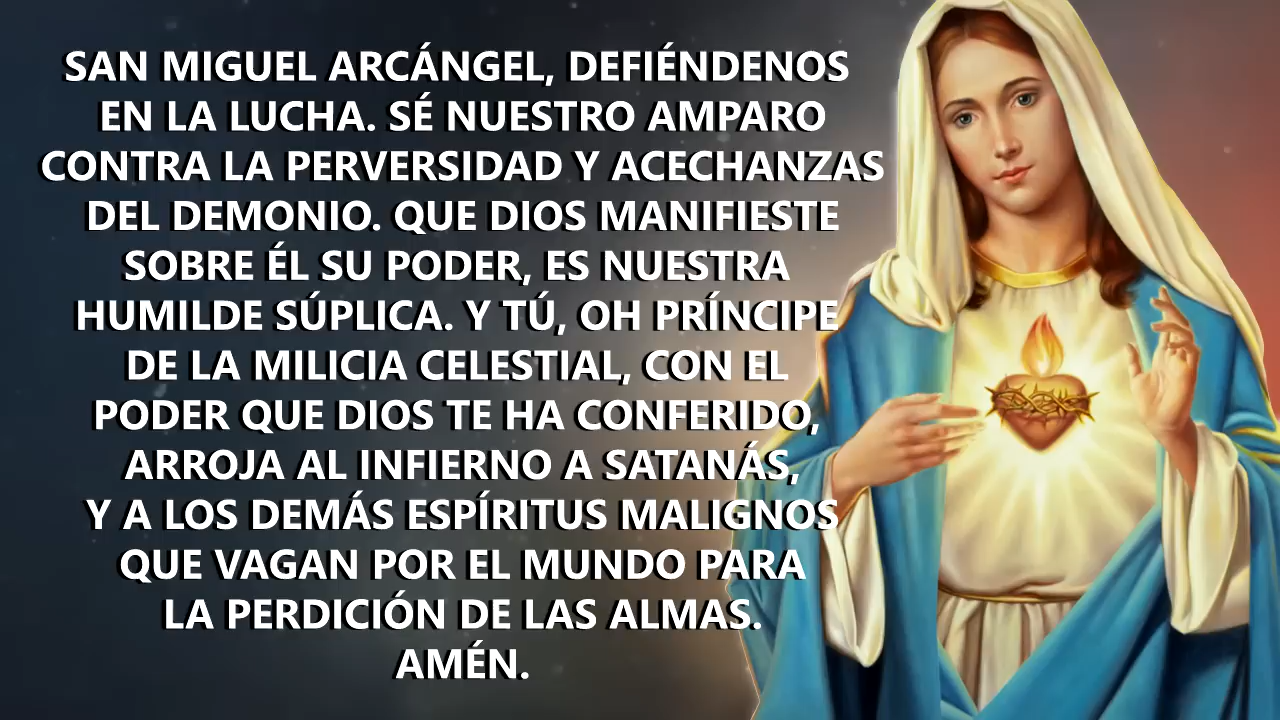 SAN MIGUEL ARCÁNGEL, DEFIÉNDENOS
EN LA LUCHA. SÉ NUESTRO AMPARO
CONTRA LA PERVERSIDAD Y ACECHANZAS
DEL DEMONIO. QUE DIOS MANIFIESTE
SOBRE ÉL SU PODER, ES NUESTRA
HUMILDE SÚPLICA. Y TÚ, OH PRÍNCIPE
DE LA MILICIA CELESTIAL, CON EL
PODER QUE DIOS TE HA CONFERIDO,
ARROJA AL INFIERNO A SATANÁS,
Y A LOS DEMÁS ESPÍRITUS MALIGNOS
QUE VAGAN POR EL MUNDO PARA
LA PERDICIÓN DE LAS ALMAS.
AMÉN.